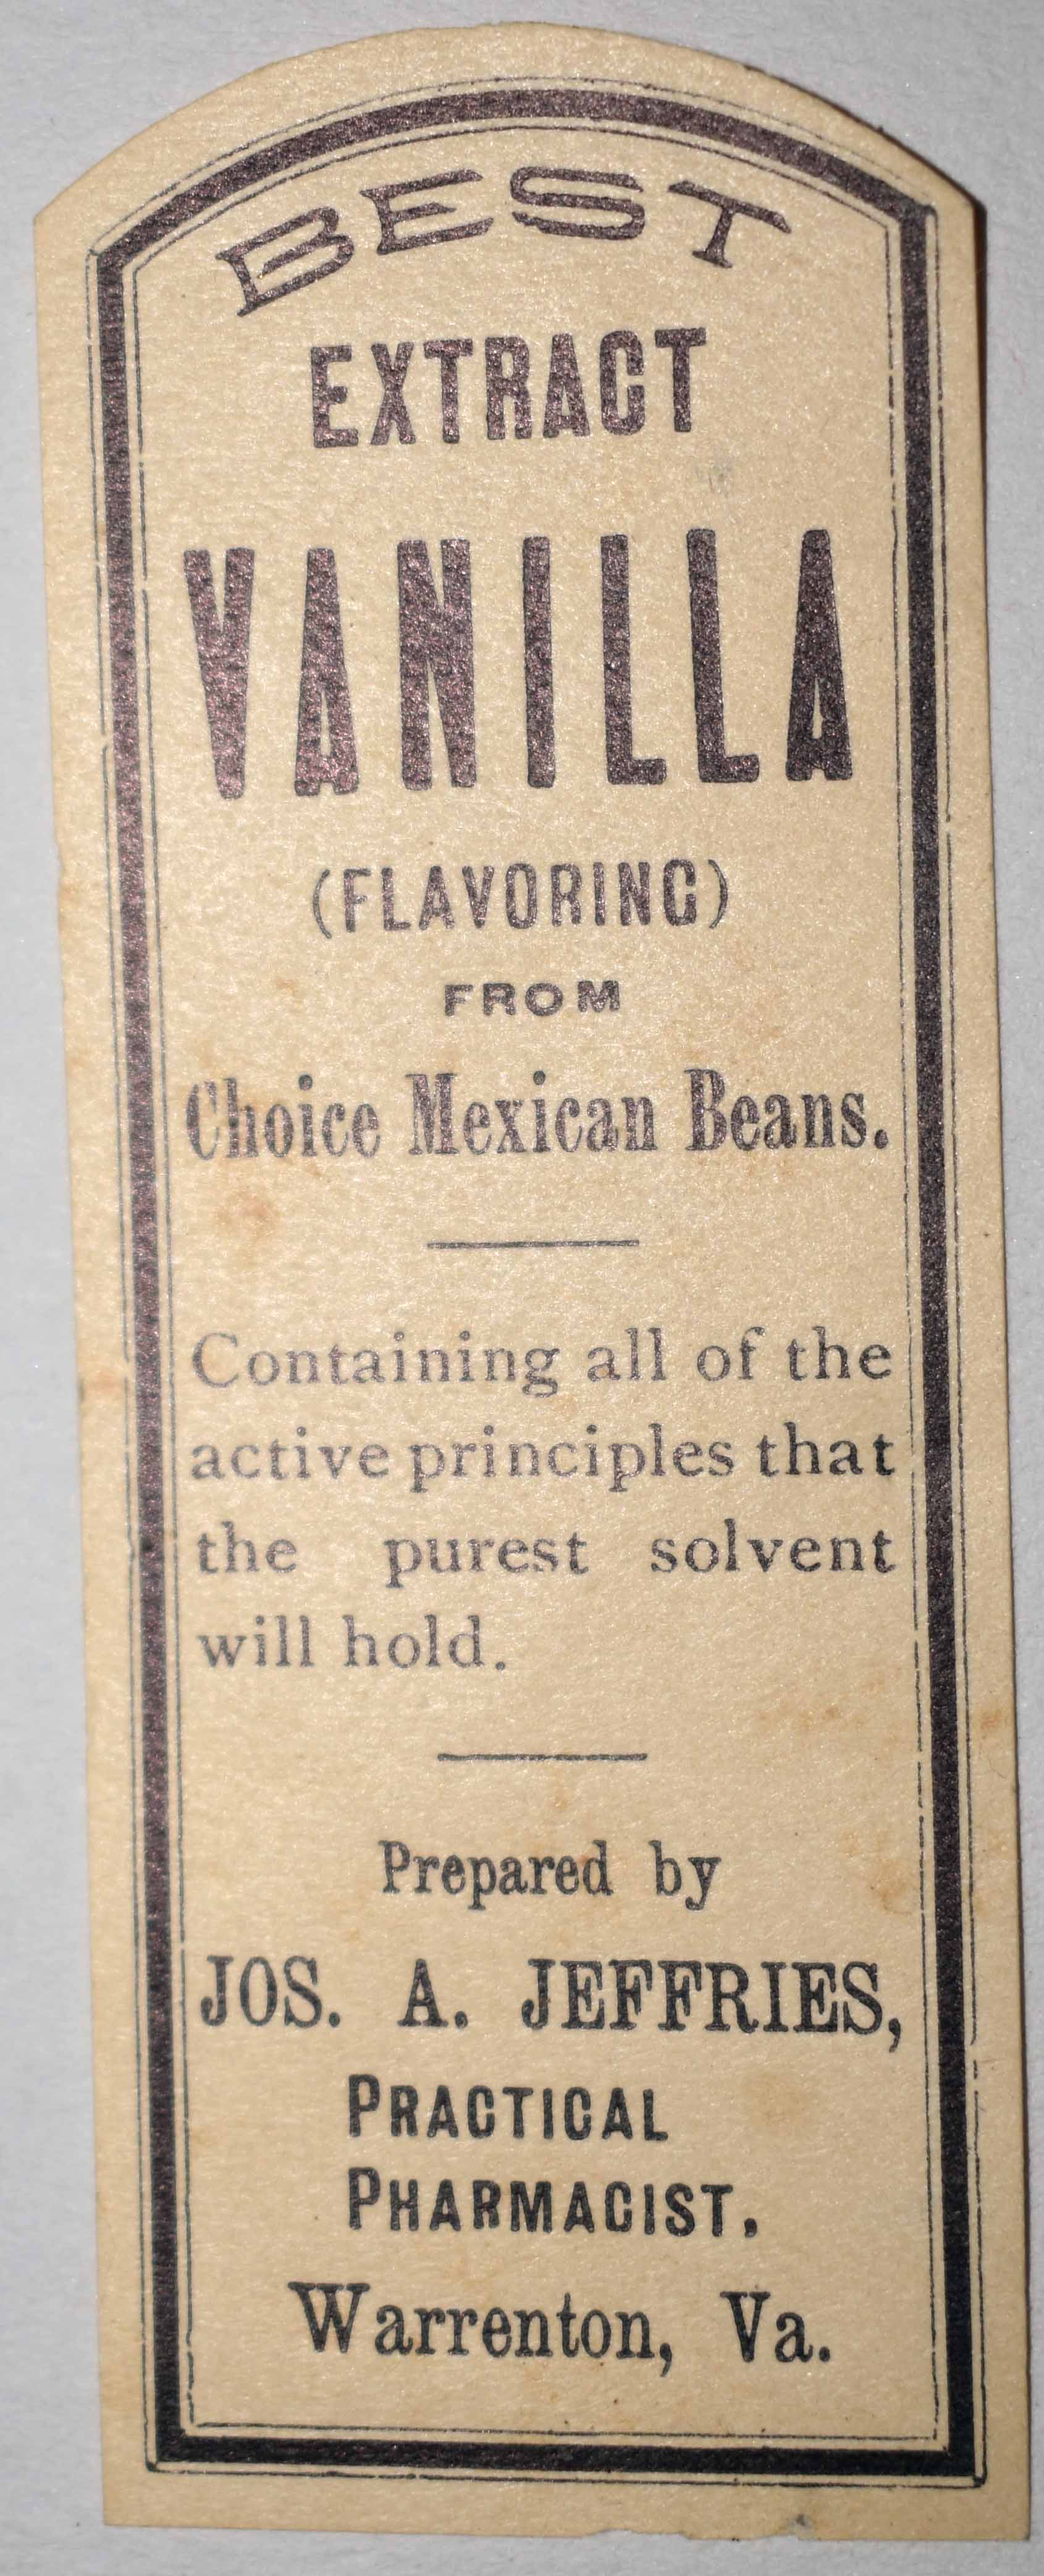 BEST
EXTRACT
VANILLA
(FLAVORING)
FROM
Choice Mexican Beans.
Containing all of the
active principles that
the purest solvent
will hold.
Prepared by
JOS. A. JEFFRIES,
PRACTICAL
PHARMACIST,
Warrenton, Va.